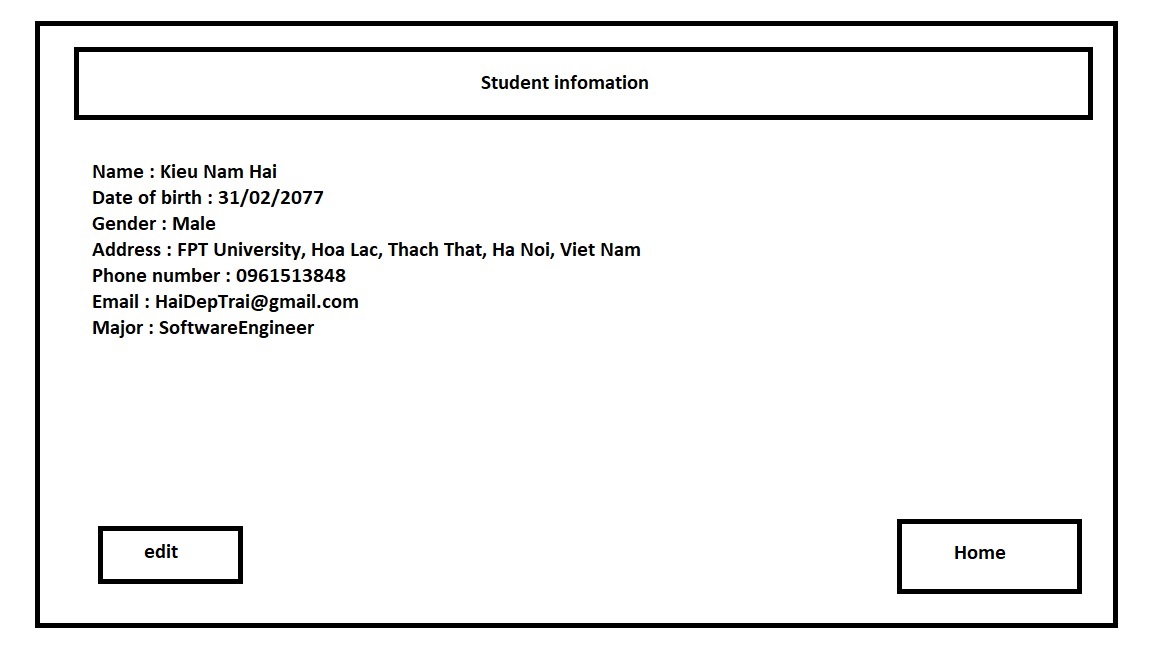 Student infomation
Name : Kieu Nam Hai
Date of birth : 31/02/2077
Gender : Male
Address : FPT University, Hoa Lac, Thach That, Ha Noi, Viet Nam
Phone number : 0961513848
Email : HaiDepTrai@gmail.com
Major : SoftwareEngineer
edit
Home